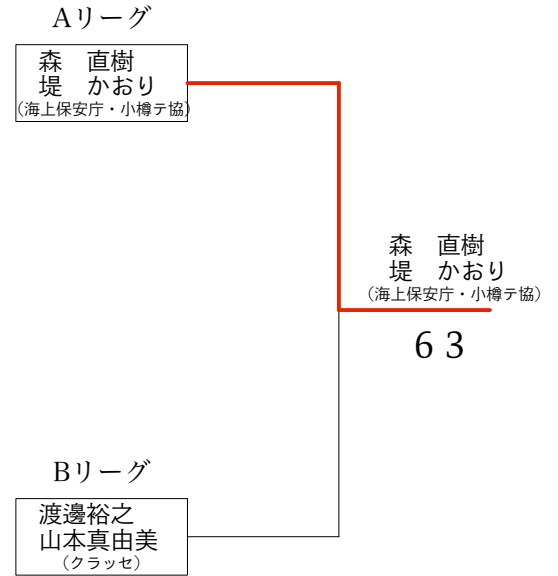 Aリーグ
森　直樹
堤　かおり
(海上保安庁・小樽テ協)
森　直樹
堤　かおり
(海上保安庁・小樽テ協)
6 3
Bリーグ
渡邊裕之
山本真由美
(クラッセ)